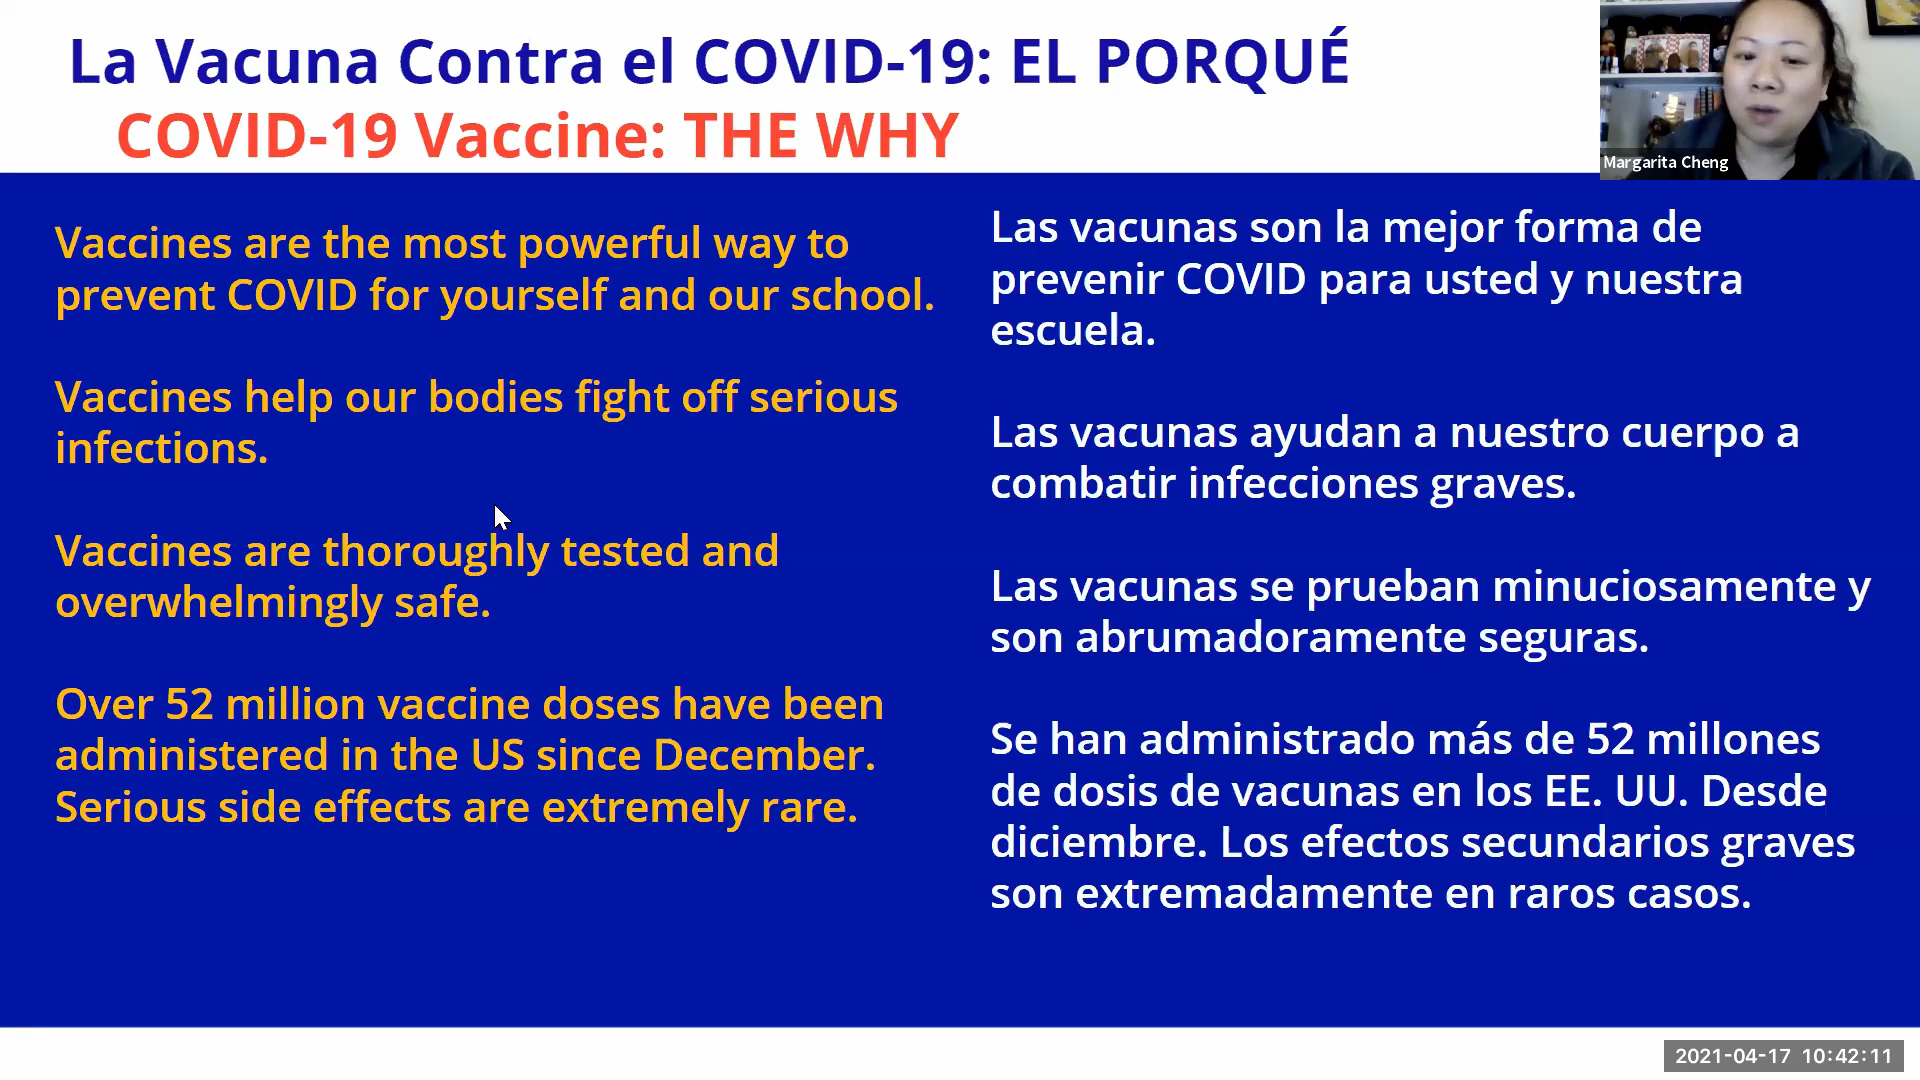 La Vacuna Contra el COVID-19: EL PORQUÉ
COVID-19 Vaccine: THE WHY
Margarita Cheng
Vaccines are the most powerful way to
prevent COVID for yourself and our school.
Vaccines help our bodies fight off serious
infections.
Vaccines are thoroughly tested and
overwhelmingly safe.
Over 52 million vaccine doses have been
administered in the US since December.
Serious side effects are extremely rare.
Las vacunas son la mejor forma de
prevenir COVID para usted y nuestra
escuela.
Las vacunas ayudan a nuestro cuerpo a
combatir infecciones graves.
Las vacunas se prueban minuciosamente y
son abrumadoramente seguras.
Se han administrado más de 52 millones
de dosis de vacunas en los EE. UU. Desde
diciembre. Los efectos secundarios graves
son extremadamente en raros casos.
2021-04-17 10:42:11